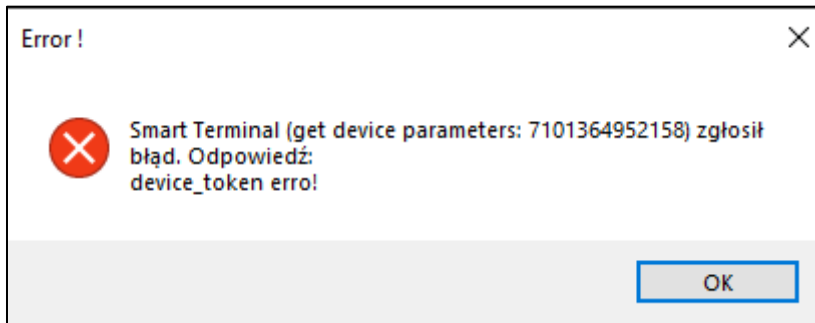 Error !
Smart Terminal (get device parameters: 7101364952158) zgłosił
błąd. Odpowiedź:
device_token erro!
OK